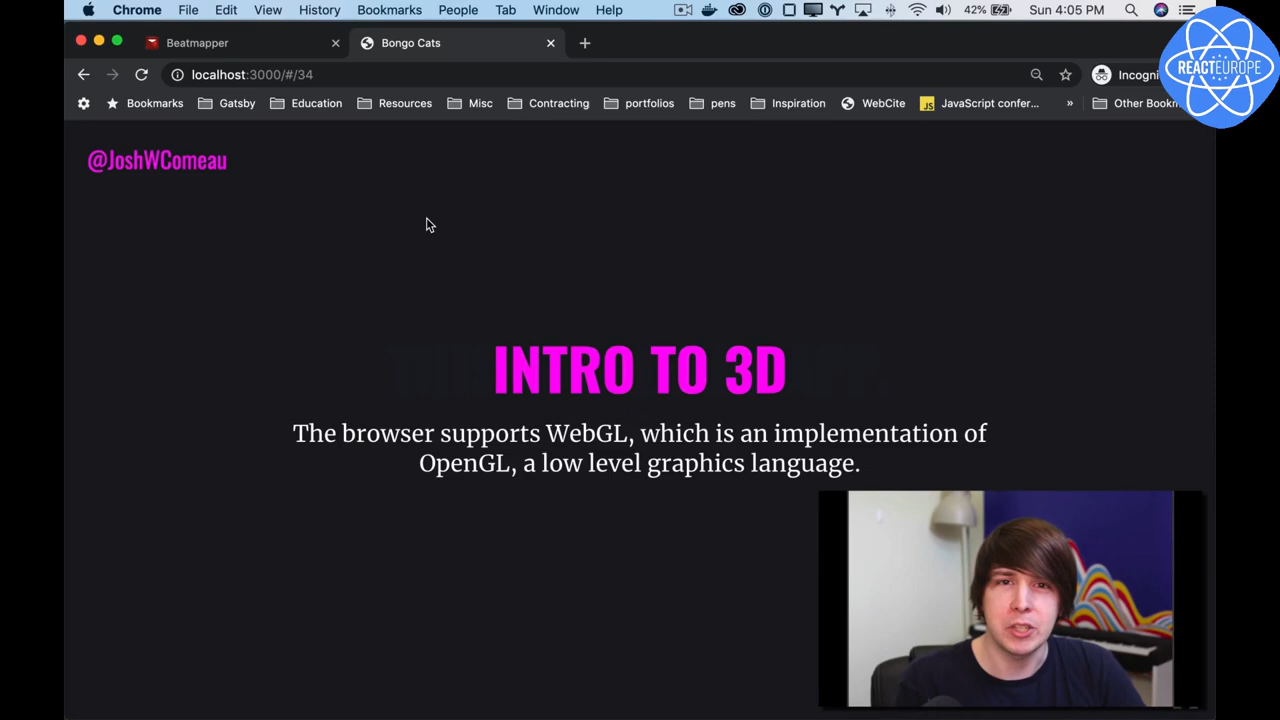 Chrome File Edit View History Bookmarks People Tab Window Help 42% Sun 4:05 PM
Beatmapper Bongo Cats
localhost:3000/#/34 Incogni
Bookmarks Gatsby Education Resources Misc Contracting portfolios pens Inspiration WebCite JS JavaScript confer... » Other Bookm
REACTEUROPE
@JoshWComeau
INTRO TO 3D
The browser supports WebGL, which is an implementation of
OpenGL, a low level graphics language.